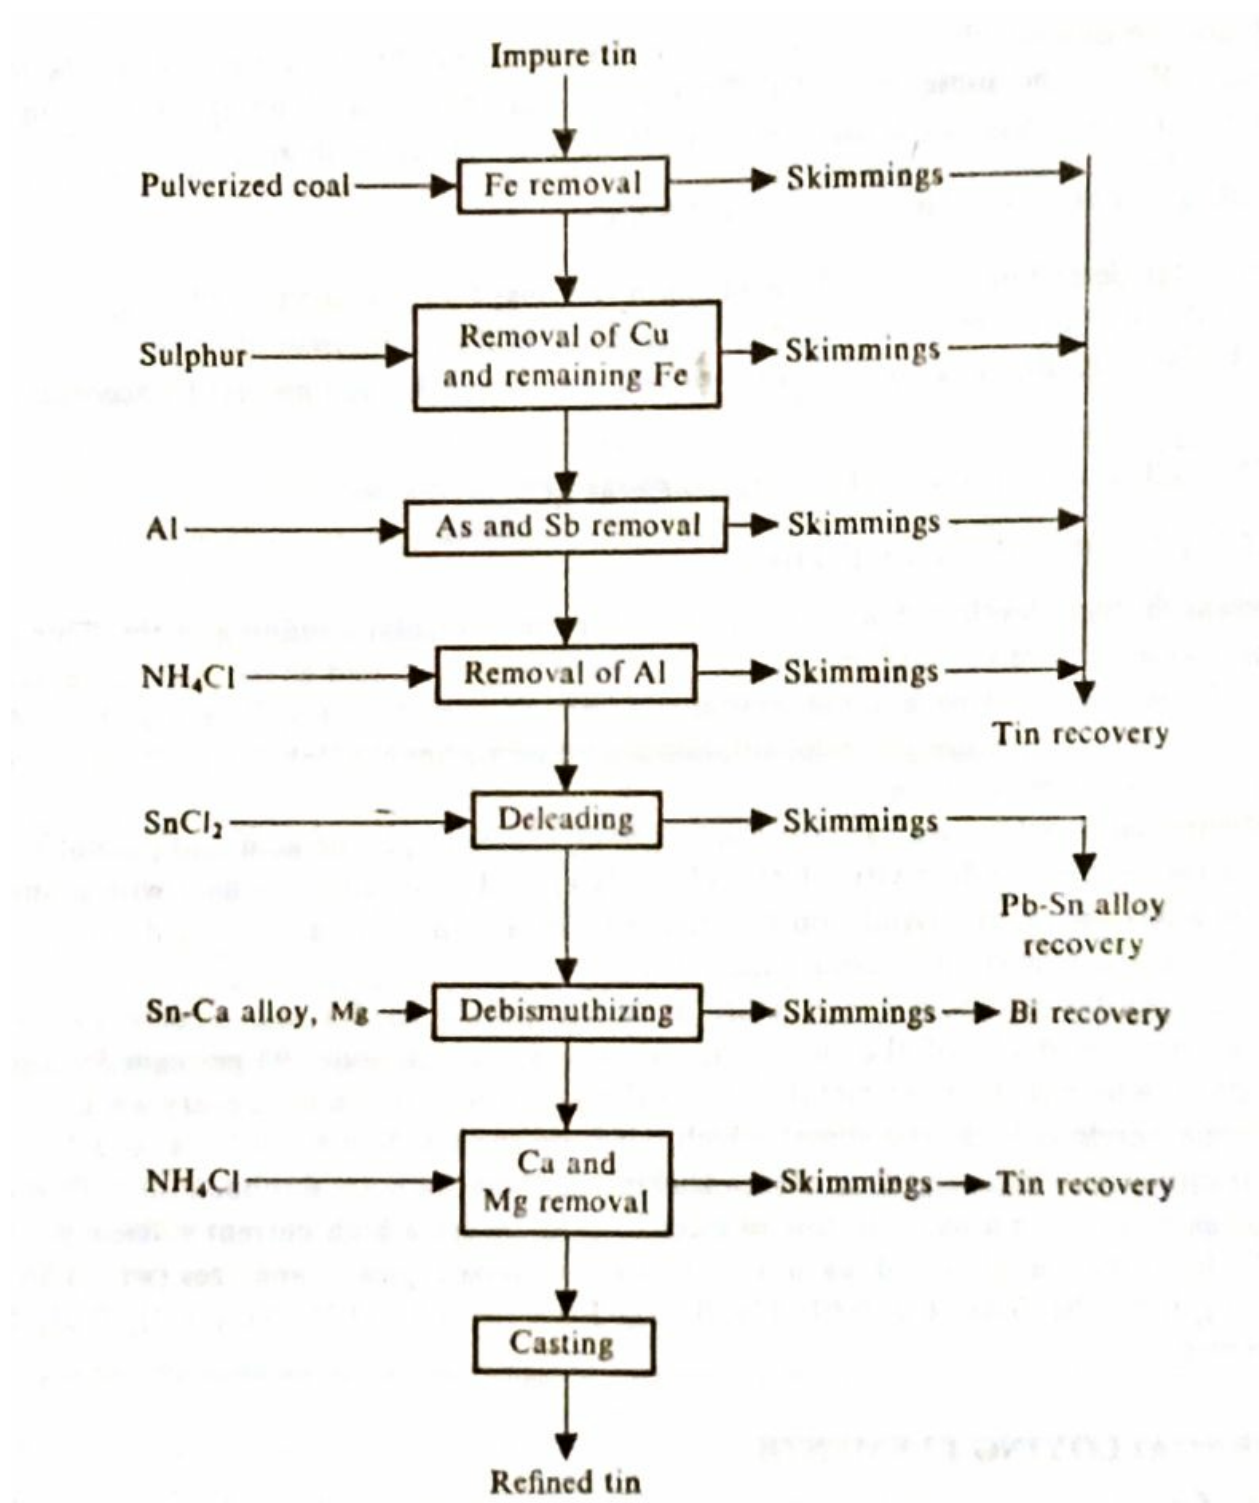 Impure tin
Pulverized coal
Fe removal
Skimmings
Sulphur
Removal of Cu
and remaining Fe
Skimmings
Al
As and Sb removal
Skimmings
NH₄Cl
Removal of Al
Skimmings
Tin recovery
SnCl₂
Deleading
Skimmings
Pb-Sn alloy
recovery
Sn-Ca alloy, Mg
Debismuthizing
Skimmings
Bi recovery
NH₄Cl
Ca and
Mg removal
Skimmings
Tin recovery
Casting
Refined tin